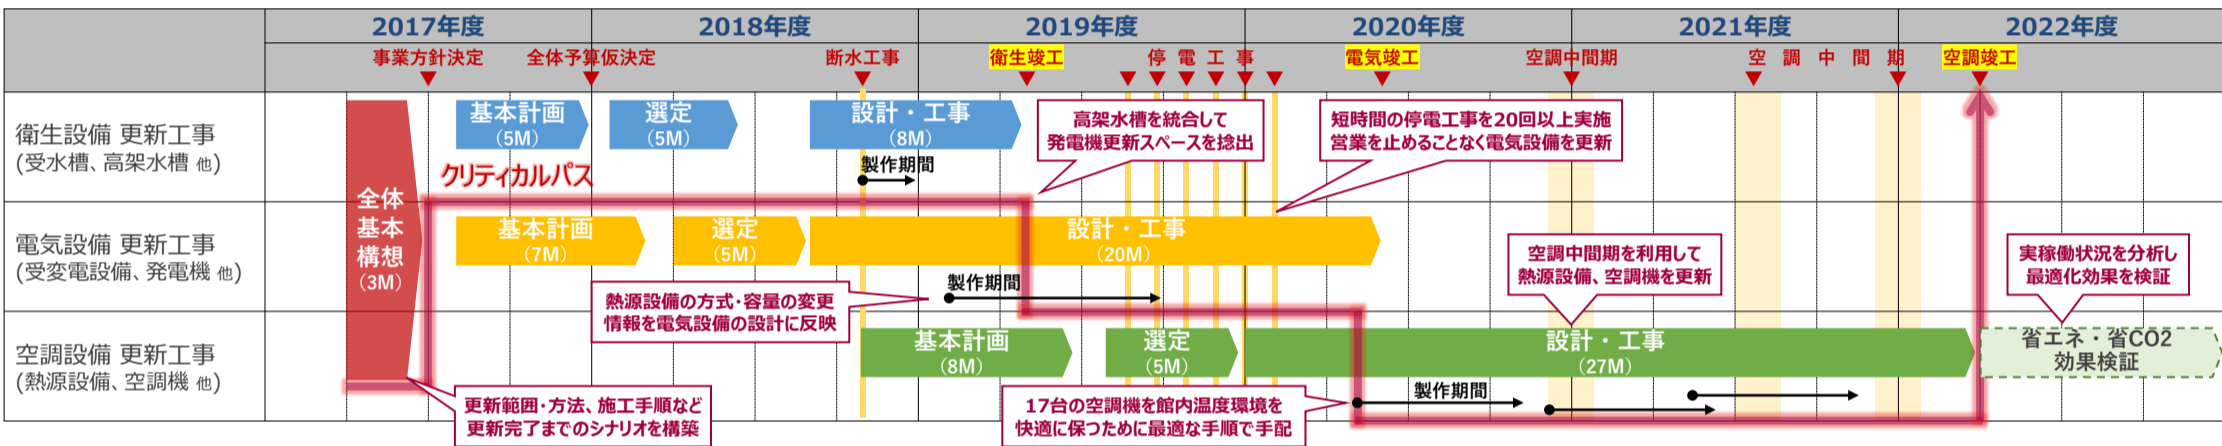 2017年度
2018年度
2019年度
2020年度
2021年度
2022年度
事業方針決定
全体予算仮決定
断水工事
衛生竣工
停電工事
電気竣工
空調中間期
空調中間期
空調竣工
衛生設備 更新工事
(受水槽、高架水槽 他)
基本計画
(5M)
選定
(5M)
設計・工事
(8M)
製作期間
高架水槽を統合して
発電機更新スペースを捻出
短時間の停電工事を20回以上実施
営業を止めることなく電気設備を更新
クリティカルパス
全体
基本
構想
(3M)
電気設備 更新工事
(受変電設備、発電機 他)
基本計画
(7M)
選定
(5M)
設計・工事
(20M)
製作期間
熱源設備の方式・容量の変更
情報を電気設備の設計に反映
空調中間期を利用して
熱源設備、空調機を更新
実稼働状況を分析し
最適化効果を検証
空調設備 更新工事
(熱源設備、空調機 他)
基本計画
(8M)
選定
(5M)
設計・工事
(27M)
省エネ・省CO2
効果検証
製作期間
更新範囲・方法、施工手順など
更新完了までのシナリオを構築
17台の空調機を館内温度環境を
快適に保つために最適な手順で手配